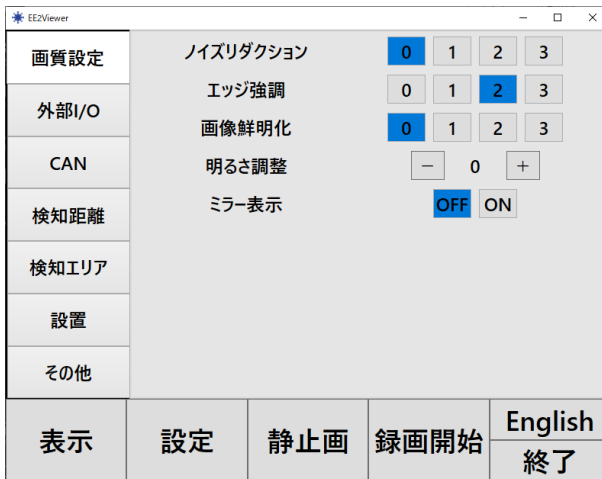 EE2Viewer
画質設定
外部I/O
CAN
検知距離
検知エリア
設置
その他
ノイズリダクション 0 1 2 3
エッジ強調 0 1 2 3
画像鮮明化 0 1 2 3
明るさ調整 － 0 ＋
ミラー表示 OFF ON
表示 設定 静止画 録画開始 English
終了